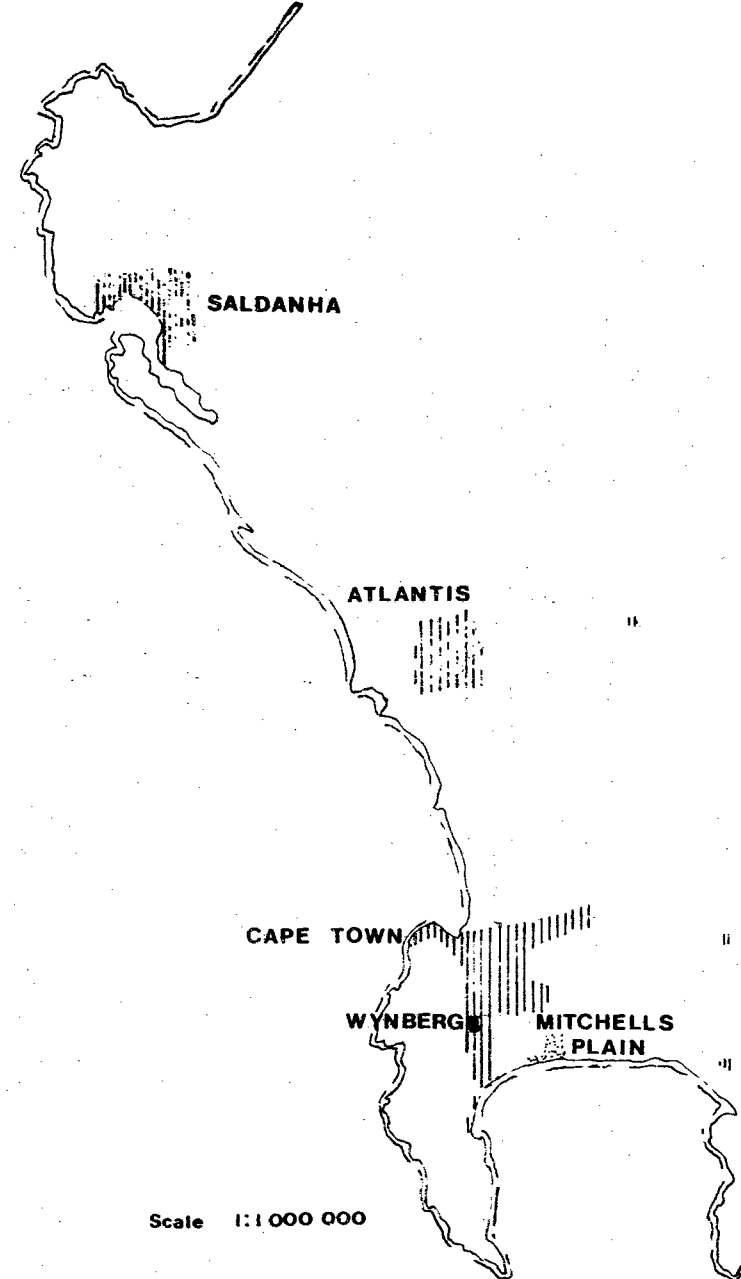 SALDANHA
ATLANTIS
CAPE TOWN
WYNBERG
MITCHELLS
PLAIN
Scale 1:1 000 000